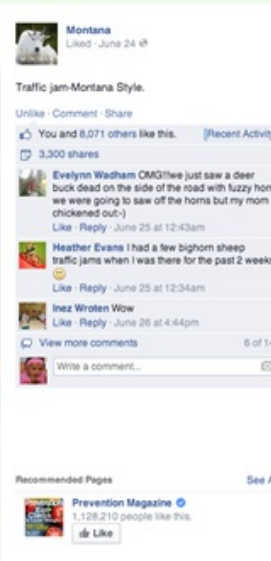 Montana
Liked · June 24
Traffic jam-Montana Style.
Unlike · Comment · Share
You and 8,071 others like this.
Recent Activity
3,300 shares
Evelynn Wadham OMG!!we just saw a deer
buck dead on the side of the road with fuzzy horn
we were going to saw off the horns but my mom
chickened out:-)
Like · Reply · June 25 at 12:43am
Heather Evans I had a few bighorn sheep
traffic jams when I was there for the past 2 weeks
Like · Reply · June 25 at 12:34am
Inez Wroten Wow
Like · Reply · June 26 at 4:44pm
View more comments
6 of 14
Write a comment...
Recommended Pages
See A
Prevention Magazine
1,128,210 people like this.
Like